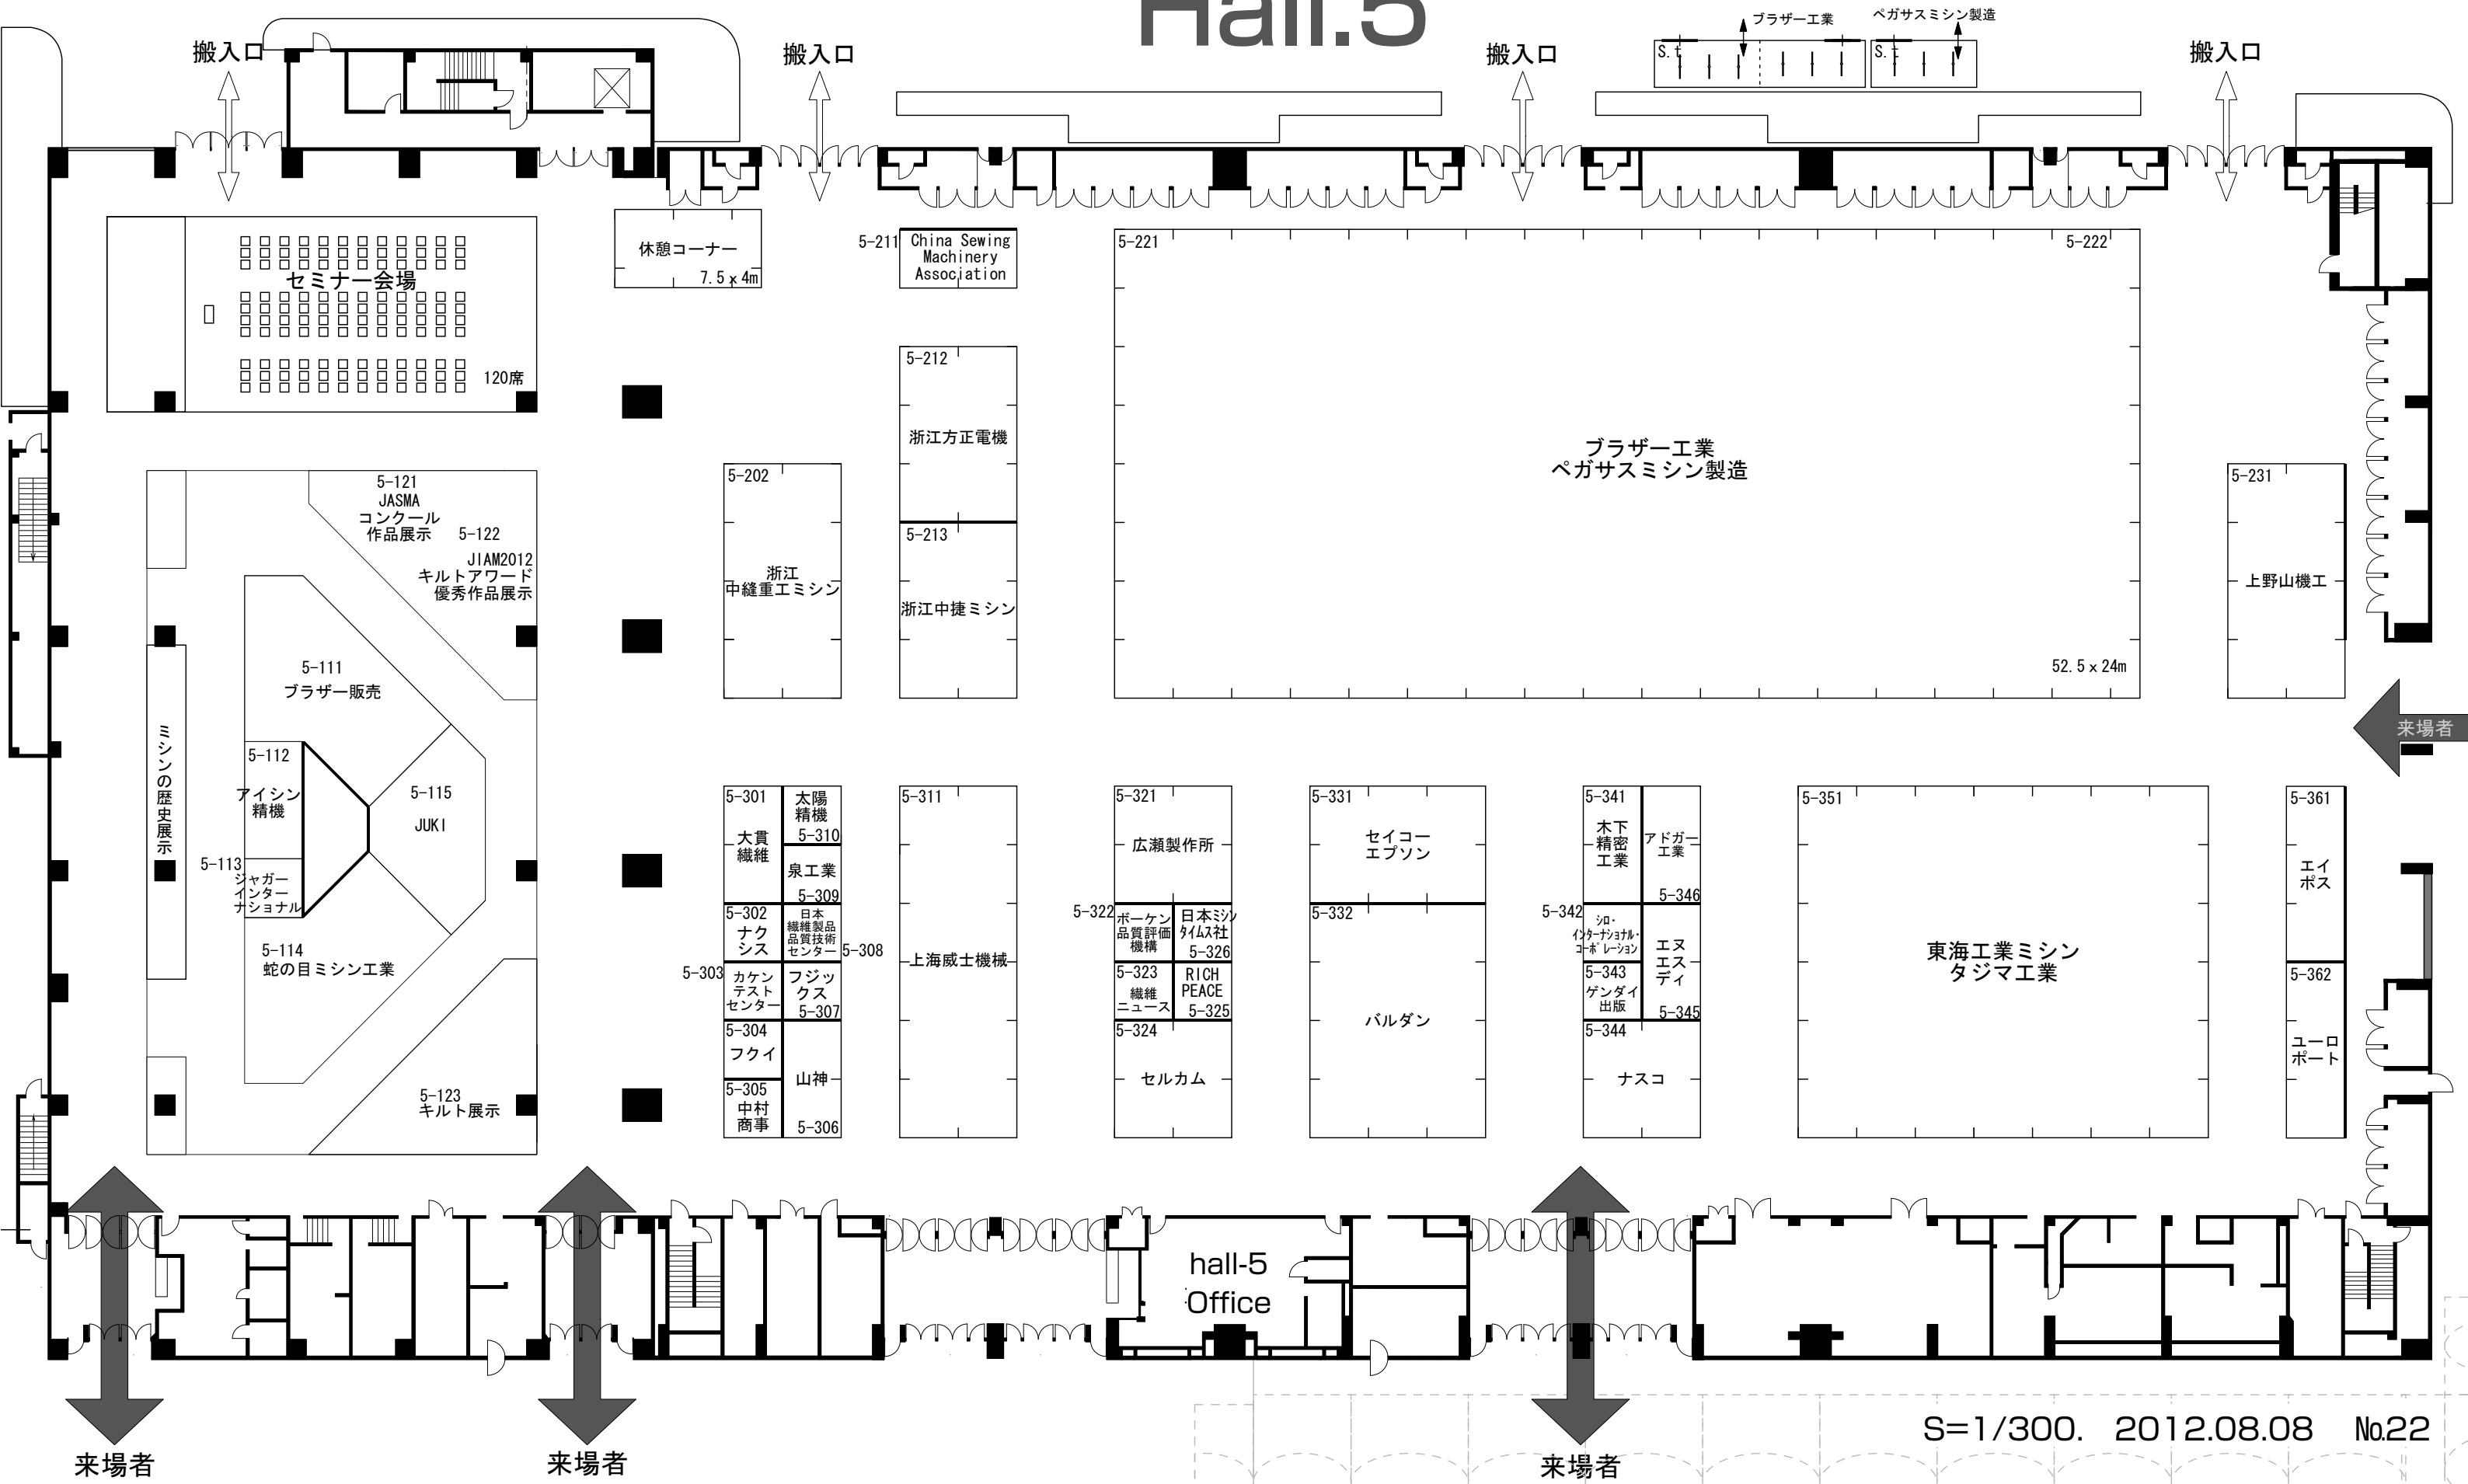 Hall.5
ブラザー工業
ペガサスミシン製造
S.t
S.t
搬入口
搬入口
搬入口
搬入口
休憩コーナー
7.5 x 4m
セミナー会場
120席
5-211
China Sewing
Machinery
Association
5-221
5-222
ブラザー工業
ペガサスミシン製造
52.5 x 24m
5-212
浙江方正電機
5-202
浙江
中縫重工ミシン
5-213
浙江中捷ミシン
5-231
上野山機工
5-121
JASMA
コンクール
作品展示
5-122
JIAM2012
キルトアワード
優秀作品展示
5-111
ブラザー販売
ミシンの歴史展示
5-112
アイシン
精機
5-115
JUKI
5-113
ジャガー
インター
ナショナル
5-114
蛇の目ミシン工業
5-123
キルト展示
来場者
5-301
大貫
繊維
太陽
精機
5-310
泉工業
5-309
5-302
ナク
シス
日本
繊維製品
品質技術
センター
5-308
5-303
カケン
テスト
センター
フジッ
クス
5-307
5-304
フクイ
5-305
中村
商事
山神
5-306
5-311
上海威士機械
5-321
広瀬製作所
5-322
ボーケン
品質評価
機構
日本ミシン
タイムス社
5-326
5-323
繊維
ニュース
RICH
PEACE
5-325
5-324
セルカム
5-331
セイコー
エプソン
5-332
バルダン
5-341
木下
精密
工業
アドガー
工業
5-346
5-342
シロ・
インターナショナル・
コーポレーション
5-343
ゲンダイ
出版
エヌ
エス
ディ
5-345
5-344
ナスコ
5-351
東海工業ミシン
タジマ工業
5-361
エイ
ポス
5-362
ユーロ
ポート
hall-5
Office
来場者
来場者
来場者
S=1/300. 2012.08.08 №22